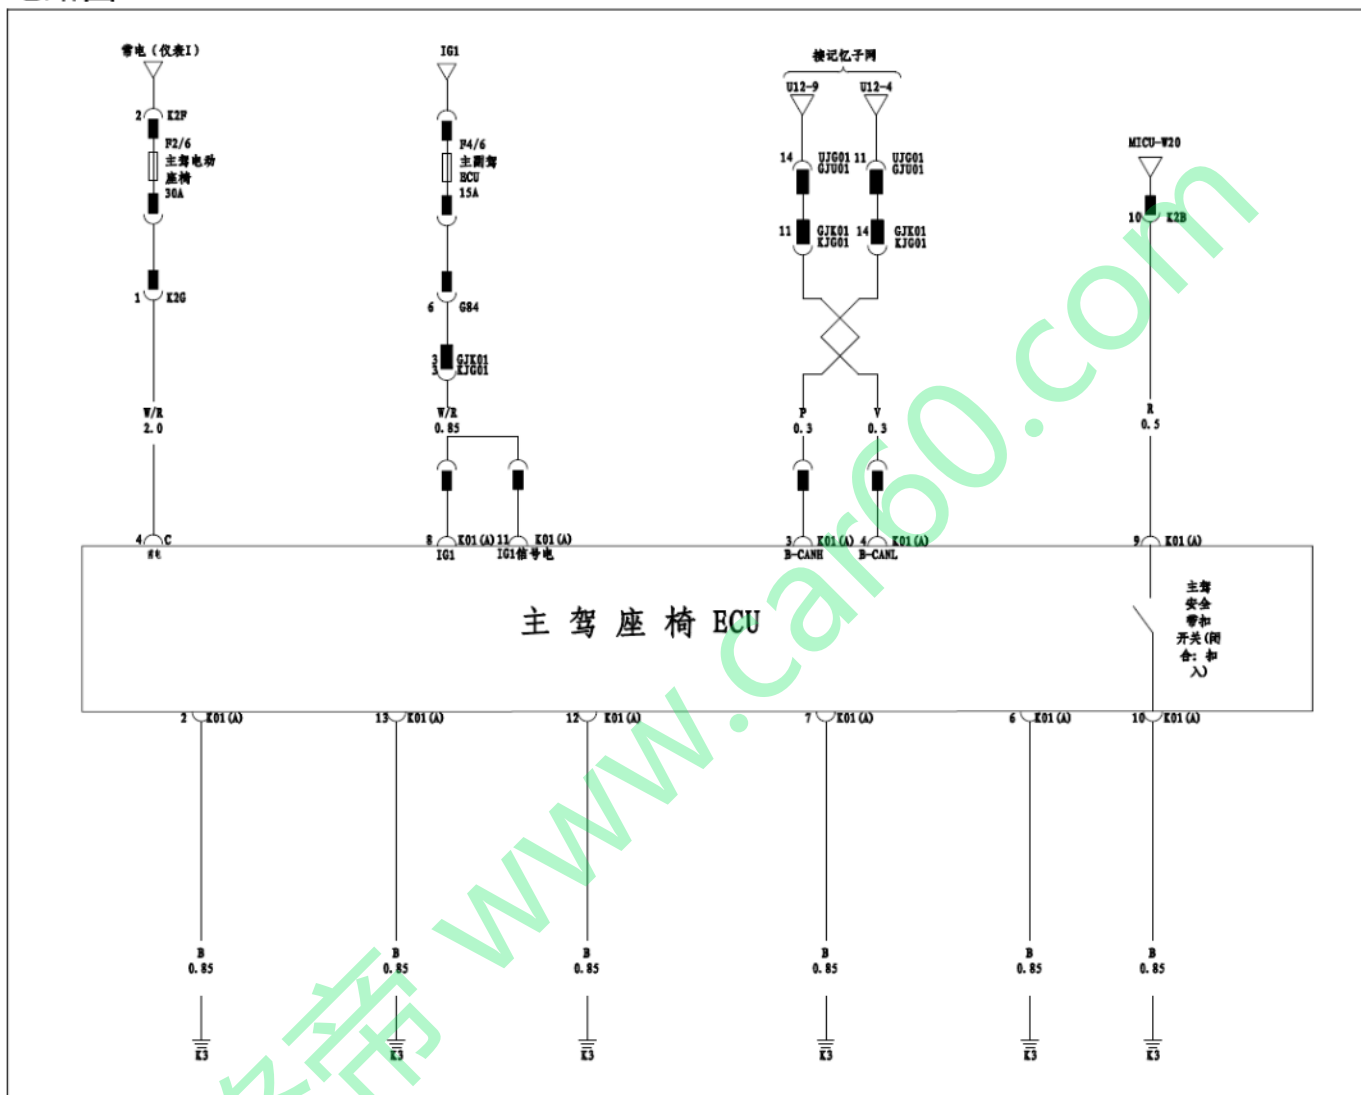 常电(仪表I)
2
K2F
F2/6
主驾电动
座椅
30A
1
K2G
W/R
2.0
4
C
IG1
F4/6
主副驾
ECU
15A
6
G84
3
GJK01
3
KJG01
W/R
0.85
8
K01(A)
IG1
11
K01(A)
IG1信号电
接记忆子网
U12-9
U12-4
14
UJG01
GJU01
11
UJG01
GJU01
11
GJK01
KJG01
14
GJK01
KJG01
P
0.3
V
0.3
3
K01(A)
B-CANH
4
K01(A)
B-CANL
MICU-W20
10
K2B
R
0.5
9
K01(A)
主驾座椅ECU
主驾
安全
带扣
开关(闭
合:扣
入)
2
K01(A)
13
K01(A)
12
K01(A)
7
K01(A)
6
K01(A)
10
K01(A)
B
0.85
B
0.85
B
0.85
B
0.85
B
0.85
B
0.85
K3
K3
K3
K3
K3
K3
帝 www.car60.com